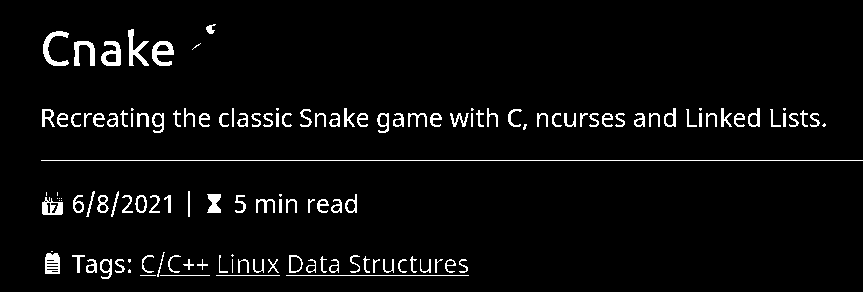 Cnake
Recreating the classic Snake game with C, ncurses and Linked Lists.
6/8/2021 | 5 min read
Tags: C/C++ Linux Data Structures